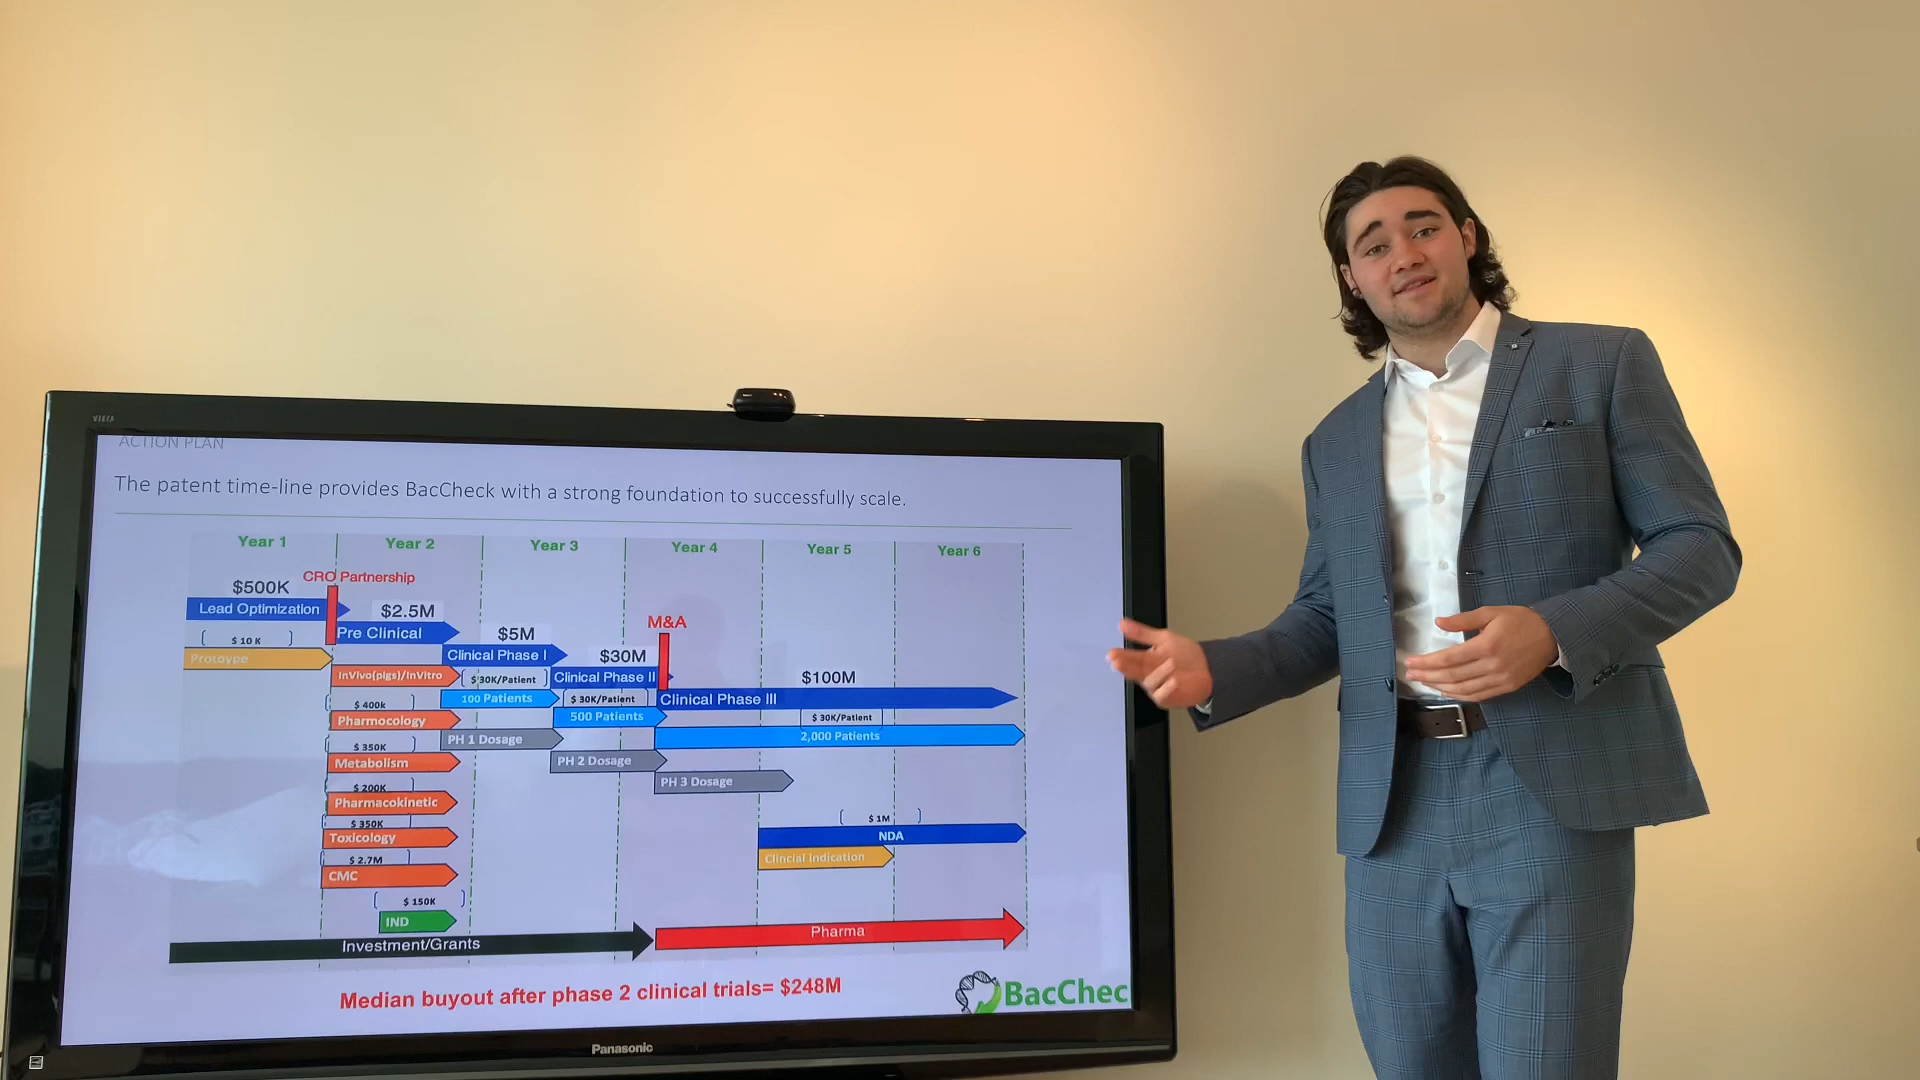 VIERA
ACTION PLAN
The patent time-line provides BacCheck with a strong foundation to successfully scale.
Year 1
Year 2
Year 3
Year 4
Year 5
Year 6
CRO Partnership
$500K
Lead Optimization
$2.5M
Pre Clinical
M&A
$5M
Clinical Phase I
$30M
Clinical Phase II
$100M
Clinical Phase III
$ 10 K
Protoype
InVivo(pigs)/InVitro
$ 30K/Patient
100 Patients
$ 30K/Patient
500 Patients
$ 30K/Patient
2,000 Patients
$ 400k
Pharmocology
PH 1 Dosage
$ 350K
Metabolism
PH 2 Dosage
PH 3 Dosage
$ 200K
Pharmacokinetic
$ 350K
Toxicology
$ 1M
NDA
$ 2.7M
CMC
Clincial Indication
$ 150K
IND
Investment/Grants
Pharma
Median buyout after phase 2 clinical trials= $248M
BacChec
Panasonic